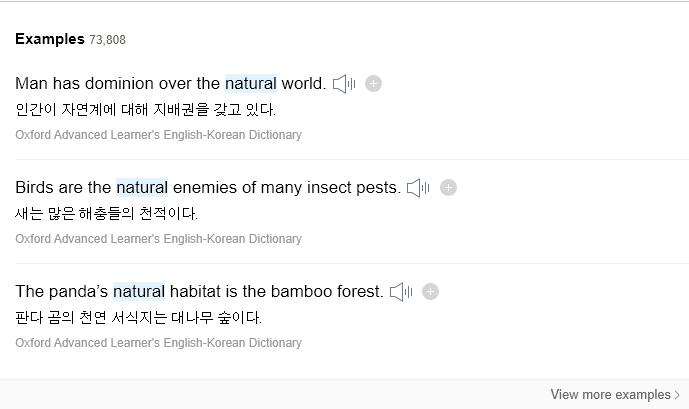 Examples 73,808
Man has dominion over the natural world.
인간이 자연계에 대해 지배권을 갖고 있다.
Oxford Advanced Learner's English-Korean Dictionary
Birds are the natural enemies of many insect pests.
새는 많은 해충들의 천적이다.
Oxford Advanced Learner's English-Korean Dictionary
The panda’s natural habitat is the bamboo forest.
판다 곰의 천연 서식지는 대나무 숲이다.
Oxford Advanced Learner's English-Korean Dictionary
View more examples